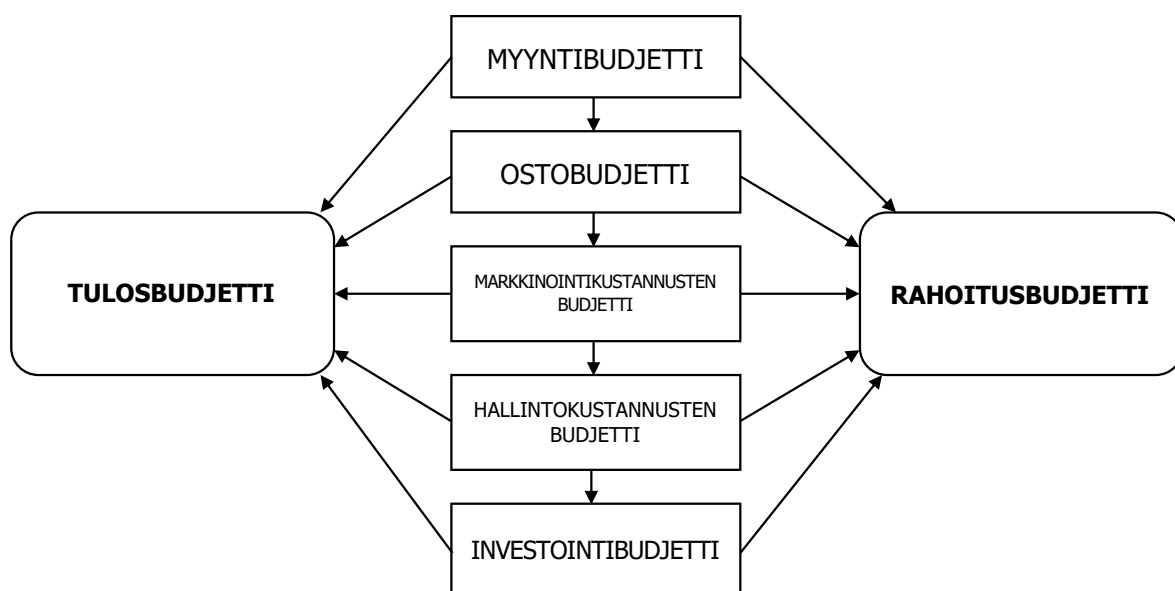 MYYNTIBUDJETTI
OSTOBUDJETTI
TULOSBUDJETTI
MARKKINOINTIKUSTANNUSTEN
BUDJETTI
RAHOITUSBUDJETTI
HALLINTOKUSTANNUSTEN
BUDJETTI
INVESTOINTIBUDJETTI